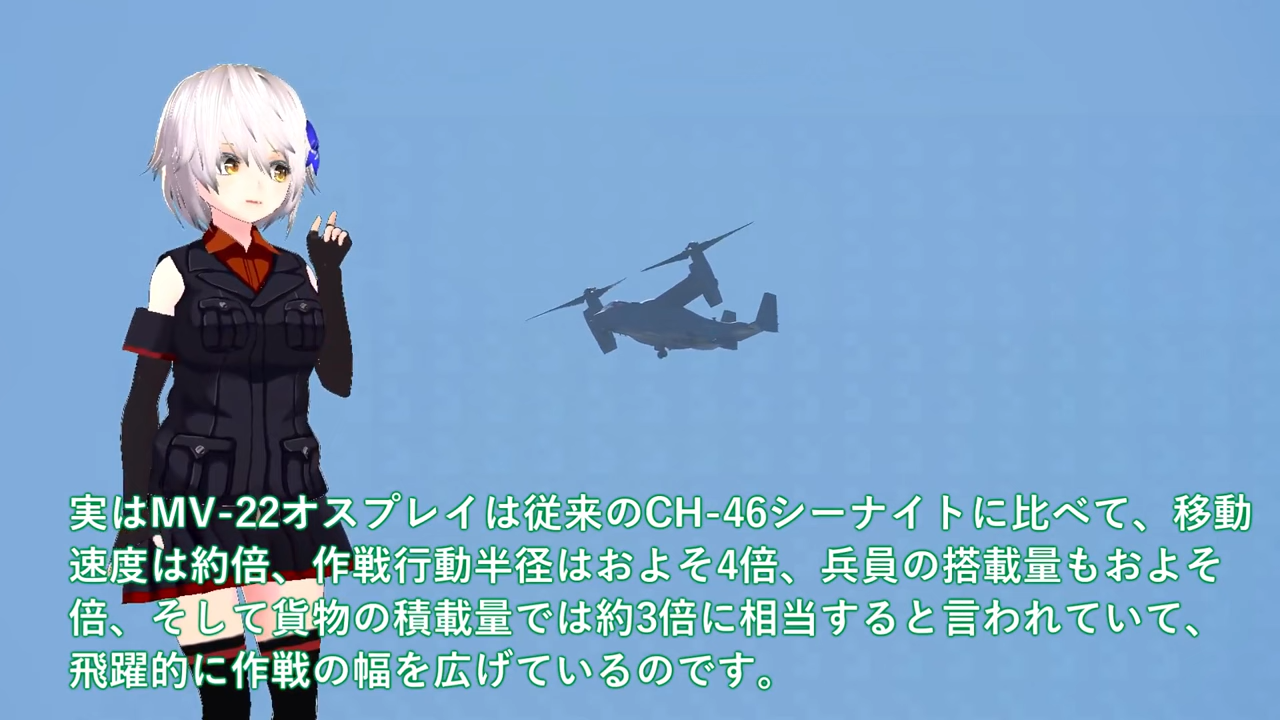 実はMV-22オスプレイは従来のCH-46シーナイトに比べて、移動
速度は約倍、作戦行動半径はおよそ4倍、兵員の搭載量もおよそ
倍、そして貨物の積載量では約3倍に相当すると言われていて、
飛躍的に作戦の幅を広げているのです。